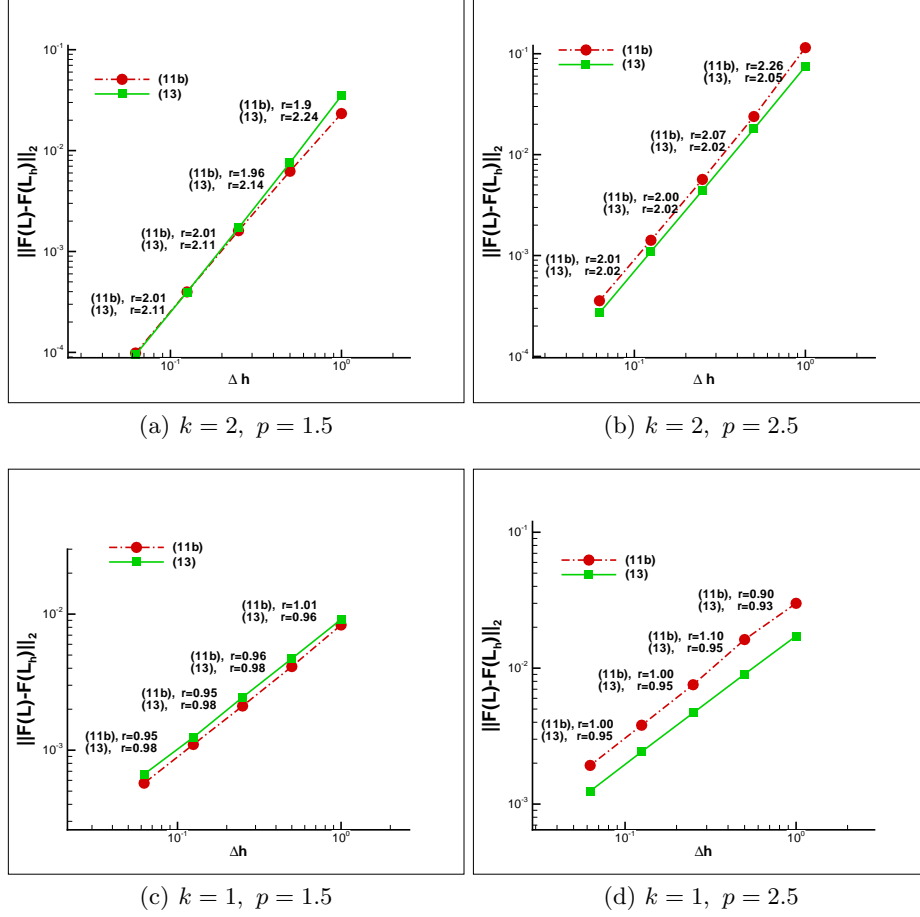 10⁻¹
(11b)
(13)
(11b), r=1.9
(13), r=2.24
10⁻²
(11b), r=1.96
(13), r=2.14
(11b), r=2.01
(13), r=2.11
10⁻³
(11b), r=2.01
(13), r=2.11
10⁻⁴
||F(L)-F(Lₕ)||₂
10⁻¹ 10⁰
Δ h
(a) k = 2, p = 1.5
10⁻¹
(11b)
(13)
(11b), r=2.26
(13), r=2.05
10⁻²
(11b), r=2.07
(13), r=2.02
(11b), r=2.00
(13), r=2.02
10⁻³
(11b), r=2.01
(13), r=2.02
10⁻⁴
||F(L)-F(Lₕ)||₂
10⁻¹ 10⁰
Δ h
(b) k = 2, p = 2.5
(11b)
(13)
10⁻²
(11b), r=1.01
(13), r=0.96
(11b), r=0.96
(13), r=0.98
(11b), r=0.95
(13), r=0.98
10⁻³
(11b), r=0.95
(13), r=0.98
||F(L)-F(Lₕ)||₂
10⁻¹ 10⁰
Δh
(c) k = 1, p = 1.5
10⁻¹
(11b)
(13)
(11b), r=0.90
(13), r=0.93
(11b), r=1.10
(13), r=0.95
10⁻²
(11b), r=1.00
(13), r=0.95
(11b), r=1.00
(13), r=0.95
10⁻³
||F(L)-F(Lₕ)||₂
10⁻¹ 10⁰
Δh
(d) k = 1, p = 2.5